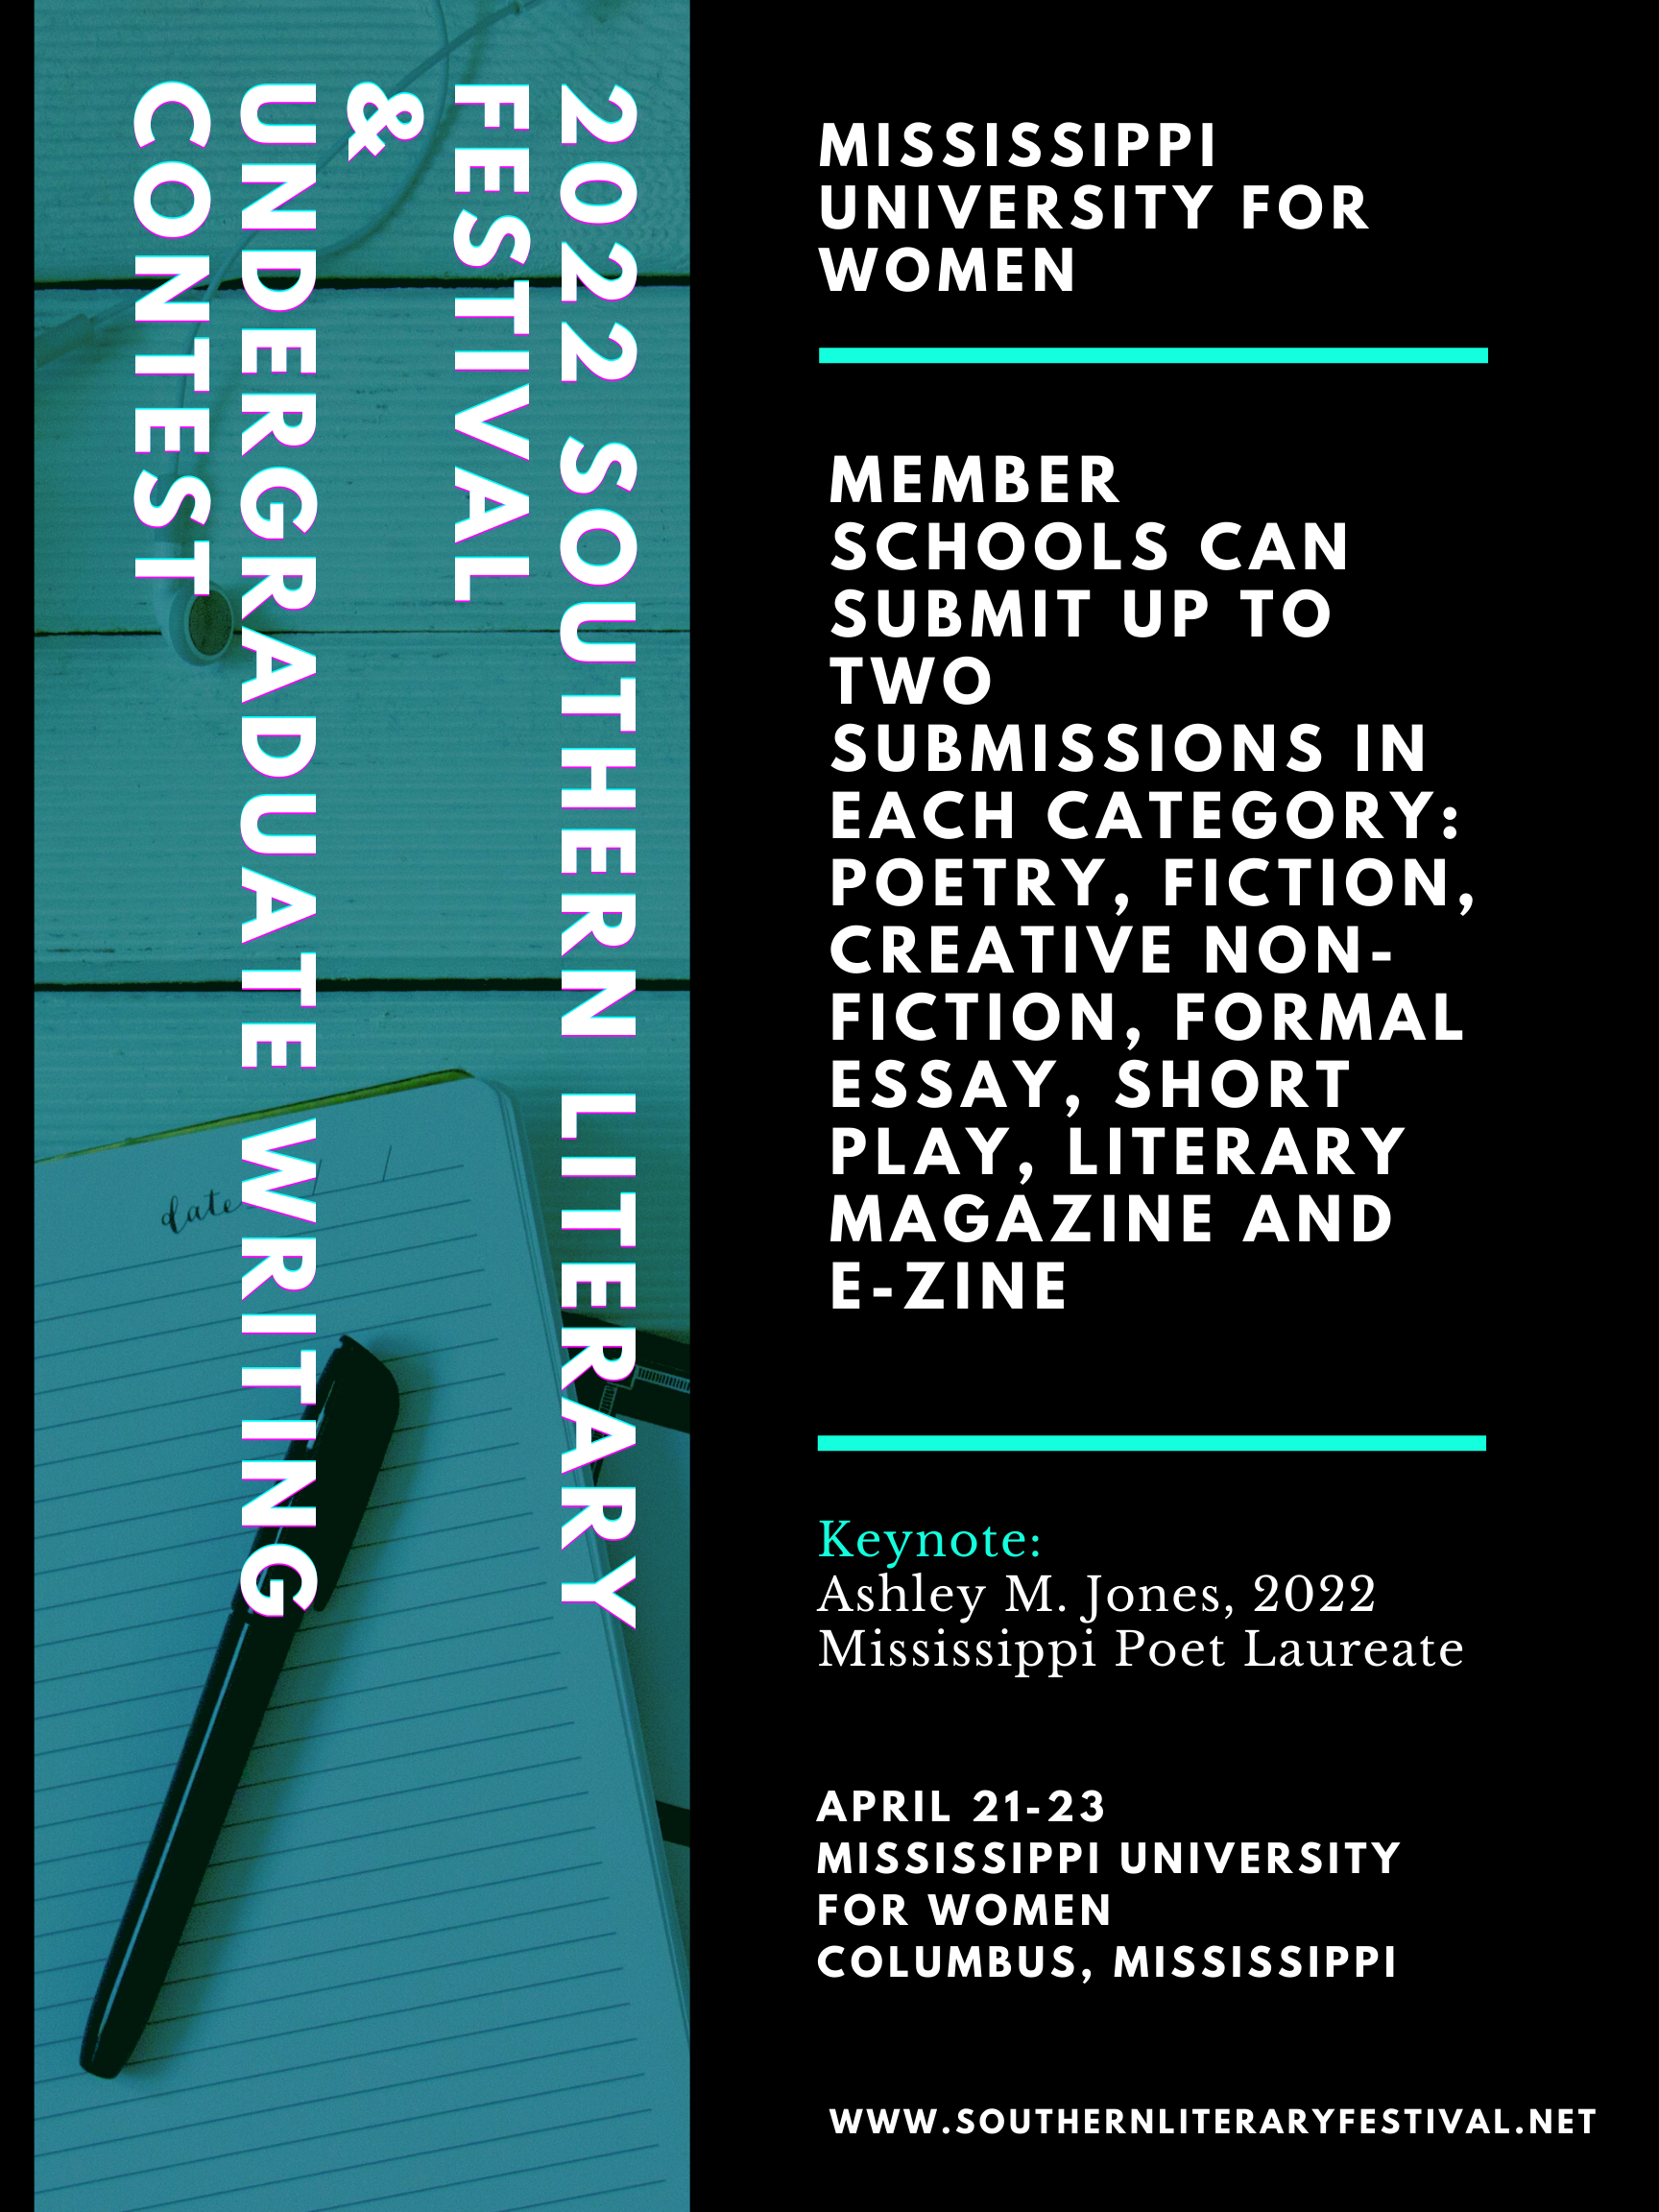 2022 SOUTHERN LITERARY
FESTIVAL
&
UNDERGRADUATE WRITING
CONTEST
MISSISSIPPI
UNIVERSITY FOR
WOMEN
MEMBER
SCHOOLS CAN
SUBMIT UP TO
TWO
SUBMISSIONS IN
EACH CATEGORY:
POETRY, FICTION,
CREATIVE NON-
FICTION, FORMAL
ESSAY, SHORT
PLAY, LITERARY
MAGAZINE AND
E-ZINE
Keynote:
Ashley M. Jones, 2022
Mississippi Poet Laureate
APRIL 21-23
MISSISSIPPI UNIVERSITY
FOR WOMEN
COLUMBUS, MISSISSIPPI
WWW.SOUTHERNLITERARYFESTIVAL.NET
date